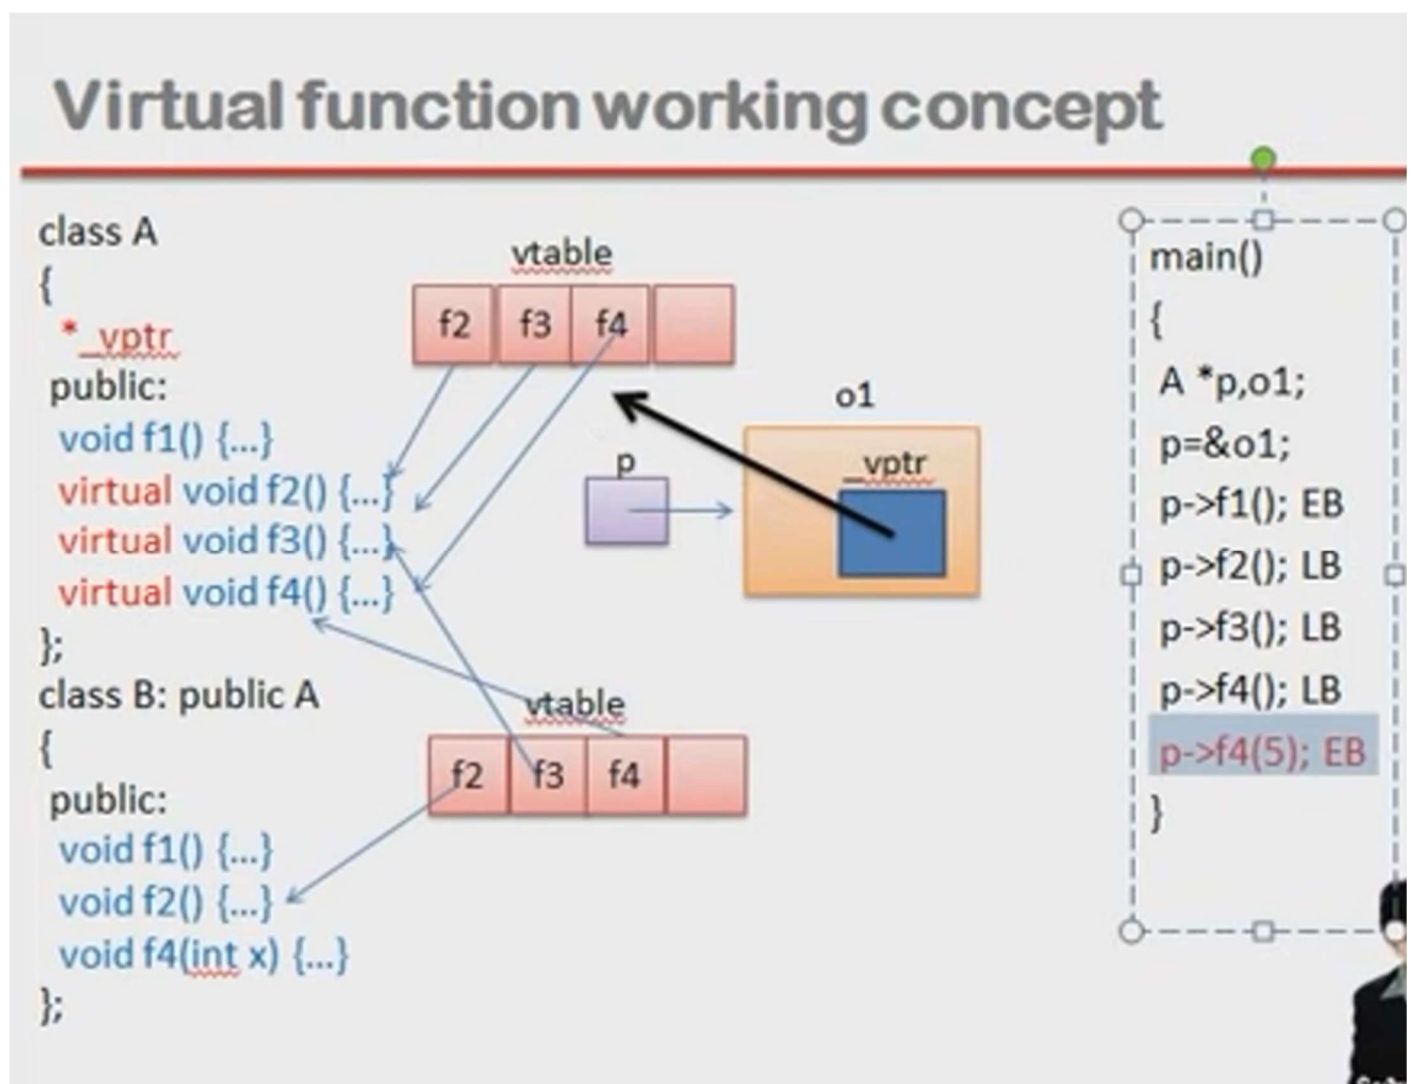 Virtual function working concept
class A
{
* _vptr
public:
void f1() {...}
virtual void f2() {...}
virtual void f3() {...}
virtual void f4() {...}
};
class B: public A
{
public:
void f1() {...}
void f2() {...}
void f4(int x) {...}
};
vtable
f2 f3 f4
o1
p
_vptr
vtable
f2 f3 f4
main()
{
A *p,o1;
p=&o1;
p->f1(); EB
p->f2(); LB
p->f3(); LB
p->f4(); LB
p->f4(5); EB
}